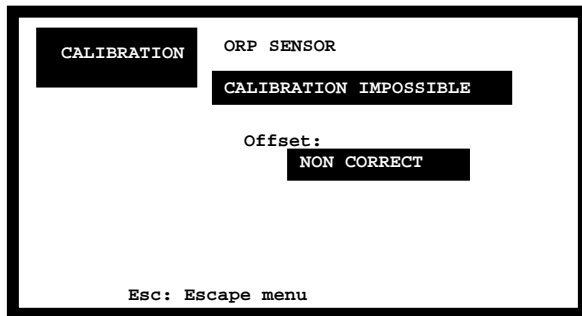 CALIBRATION
ORP SENSOR
CALIBRATION IMPOSSIBLE
Offset:
NON CORRECT
Esc: Escape menu